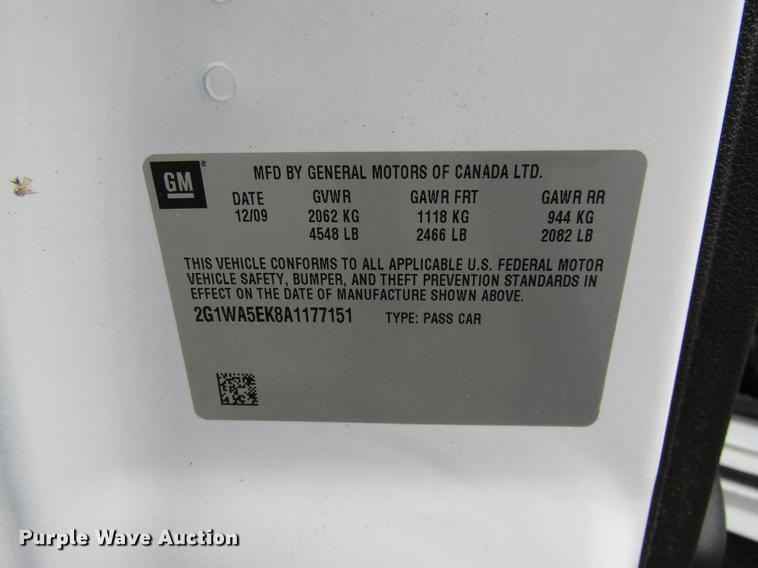 GM
MFD BY GENERAL MOTORS OF CANADA LTD.
DATE GVWR GAWR FRT GAWR RR
12/09 2062 KG 1118 KG 944 KG
4548 LB 2466 LB 2082 LB
THIS VEHICLE CONFORMS TO ALL APPLICABLE U.S. FEDERAL MOTOR
VEHICLE SAFETY, BUMPER, AND THEFT PREVENTION STANDARDS IN
EFFECT ON THE DATE OF MANUFACTURE SHOWN ABOVE.
2G1WA5EK8A1177151 TYPE: PASS CAR
Purple Wave Auction